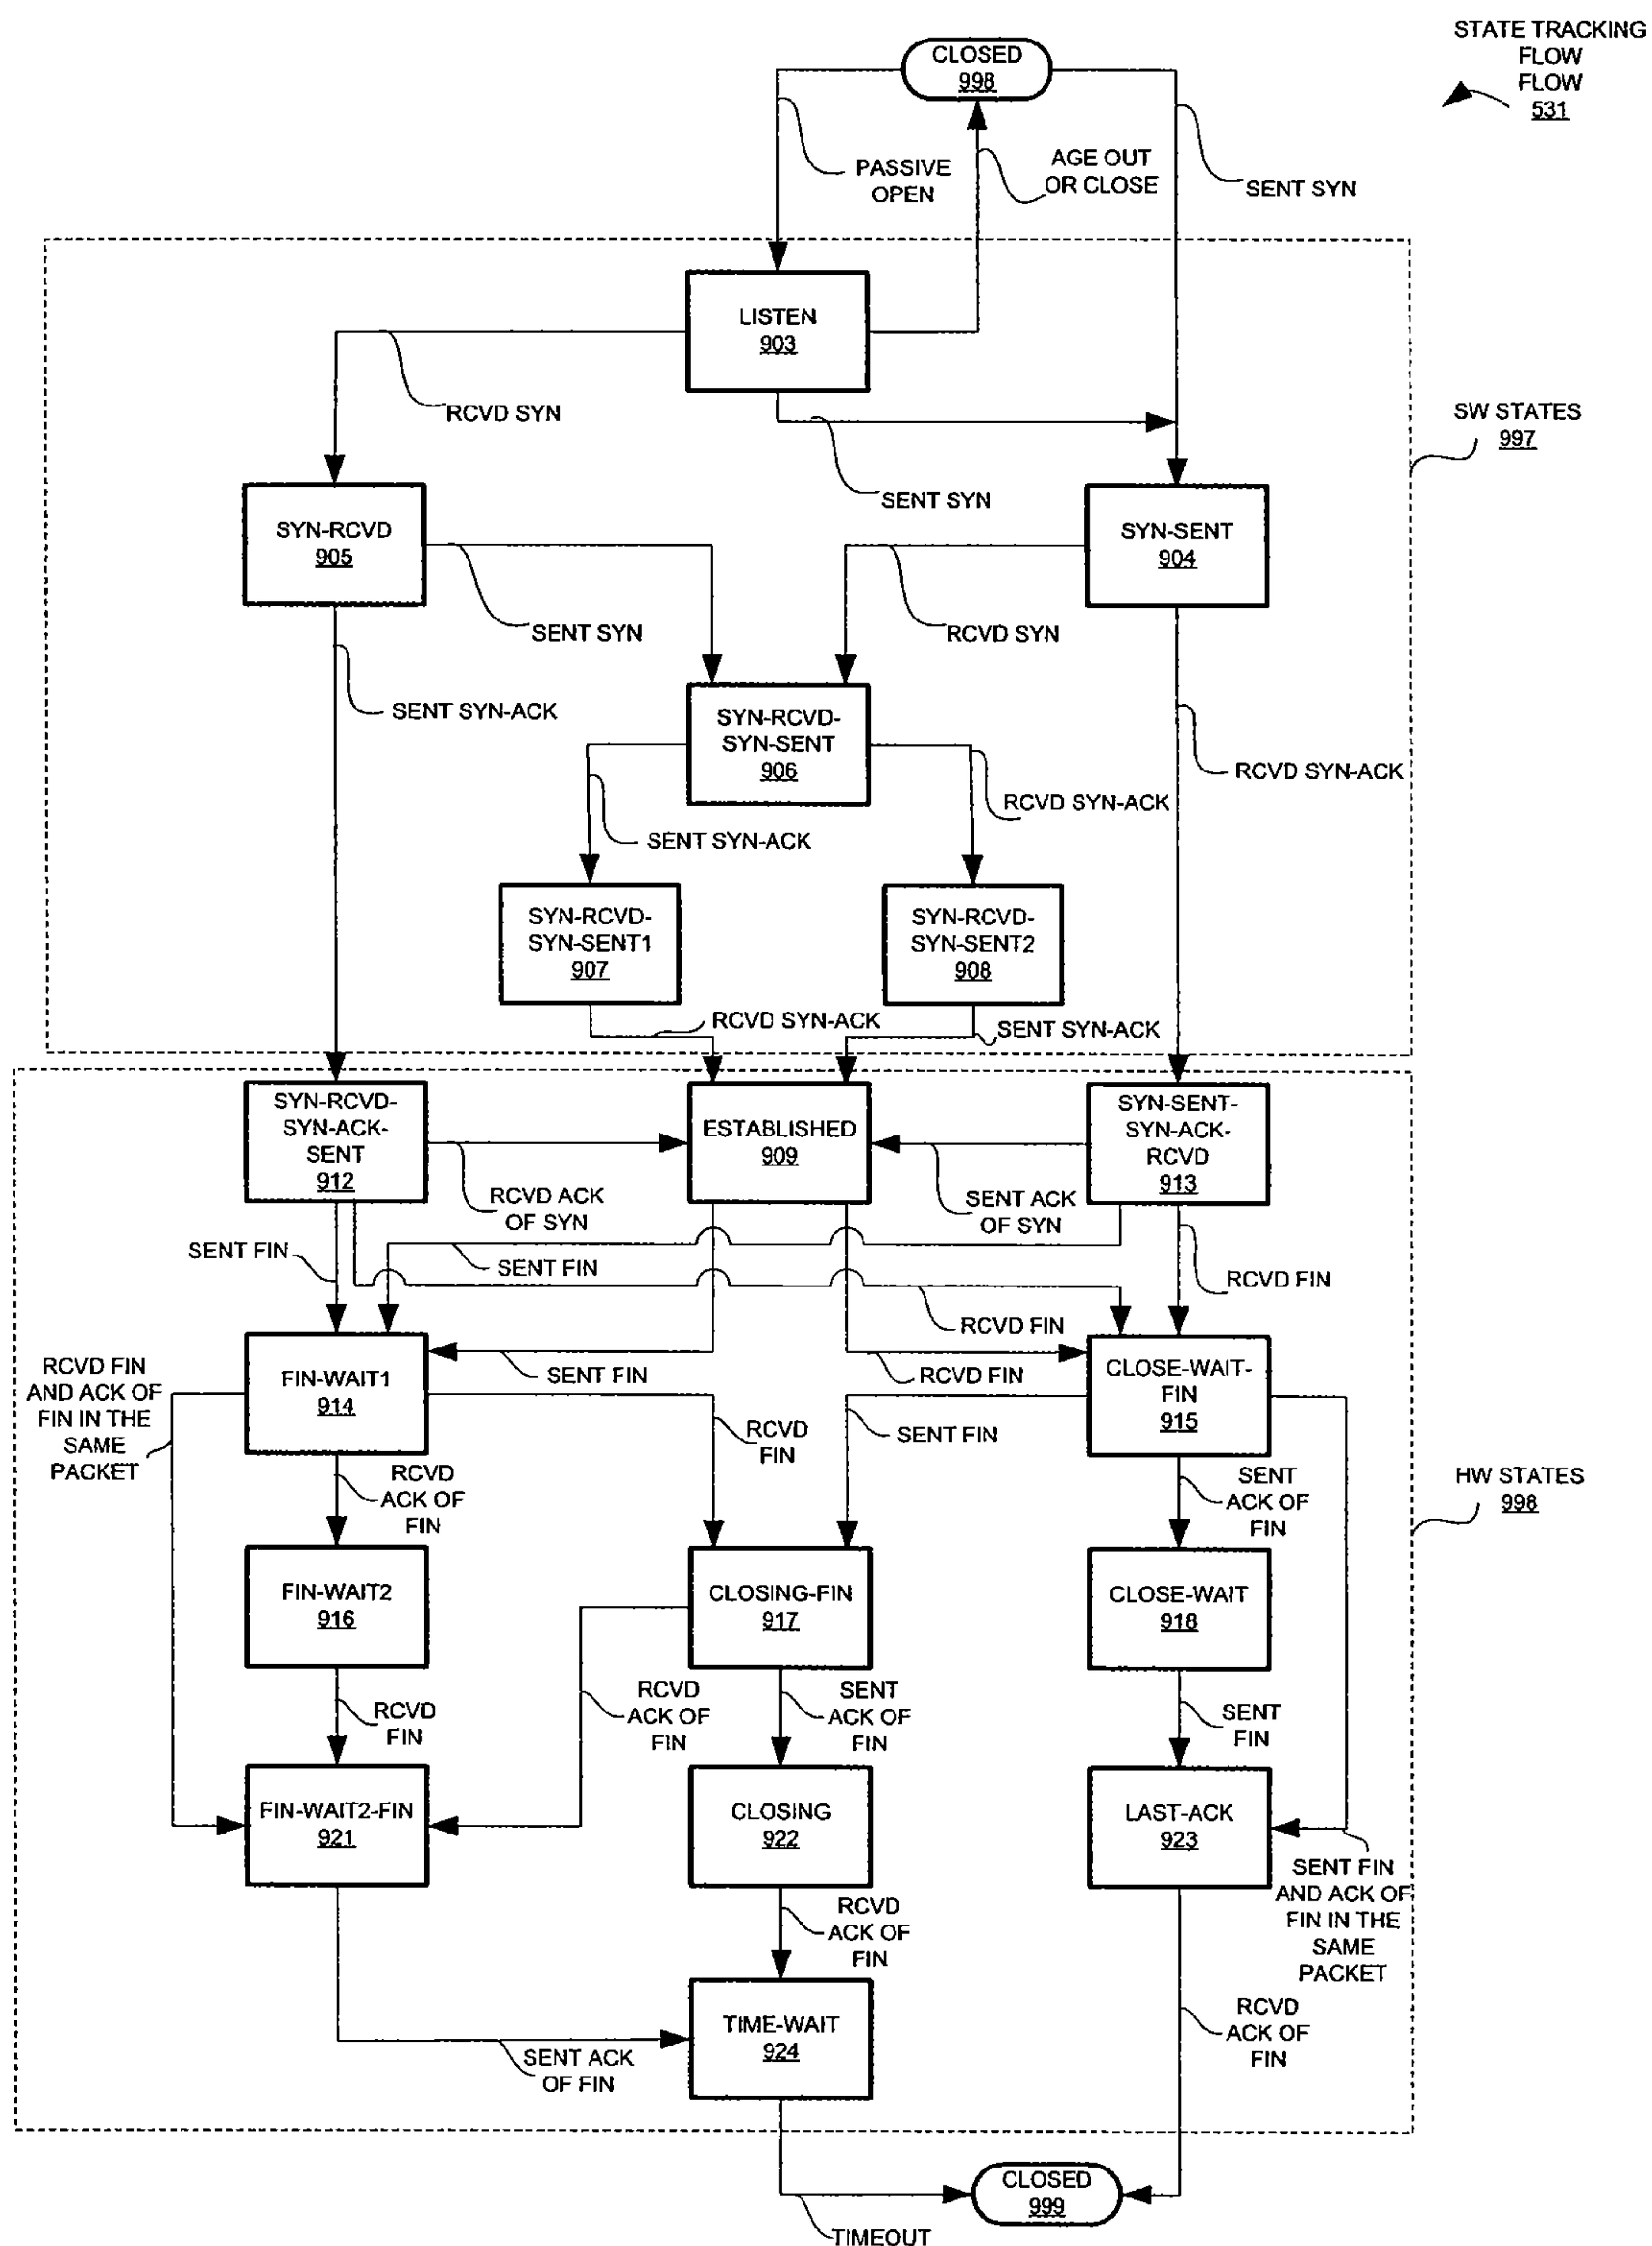 STATE TRACKING
FLOW
FLOW
531
CLOSED
998
PASSIVE
OPEN
AGE OUT
OR CLOSE
SENT SYN
LISTEN
903
RCVD SYN
SENT SYN
SW STATES
997
SYN-RCVD
905
SYN-SENT
904
SENT SYN
RCVD SYN
SENT SYN-ACK
SYN-RCVD-
SYN-SENT
906
RCVD SYN-ACK
RCVD SYN-ACK
SENT SYN-ACK
SYN-RCVD-
SYN-SENT1
907
SYN-RCVD-
SYN-SENT2
908
RCVD SYN-ACK
SENT SYN-ACK
SYN-RCVD-
SYN-ACK-
SENT
912
ESTABLISHED
909
SYN-SENT-
SYN-ACK-
RCVD
913
RCVD ACK
OF SYN
SENT ACK
OF SYN
SENT FIN
SENT FIN
RCVD FIN
RCVD FIN
RCVD FIN
AND ACK OF
FIN IN THE
SAME
PACKET
FIN-WAIT1
914
SENT FIN
RCVD FIN
CLOSE-WAIT-
FIN
915
RCVD
FIN
SENT FIN
RCVD
ACK OF
FIN
SENT
ACK OF
FIN
HW STATES
998
FIN-WAIT2
916
CLOSING-FIN
917
CLOSE-WAIT
918
RCVD
FIN
RCVD
ACK OF
FIN
SENT
ACK OF
FIN
SENT
FIN
FIN-WAIT2-FIN
921
CLOSING
922
LAST-ACK
923
SENT FIN
AND ACK OF
FIN IN THE
SAME
PACKET
RCVD
ACK OF
FIN
TIME-WAIT
924
RCVD
ACK OF
FIN
SENT ACK
OF FIN
CLOSED
999
TIMEOUT